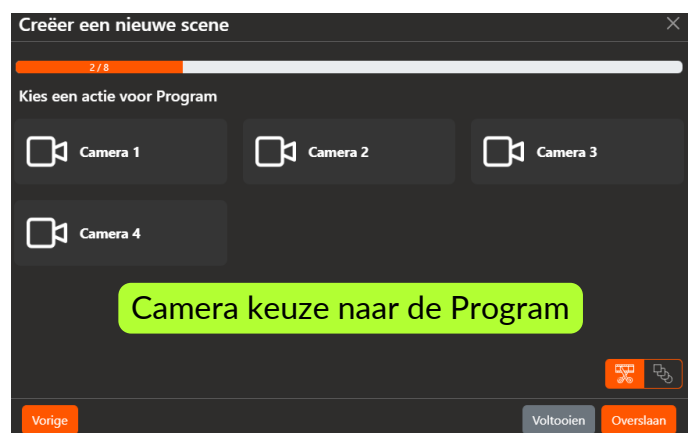 Creëer een nieuwe scene
2/8
Kies een actie voor Program
Camera 1
Camera 2
Camera 3
Camera 4
Camera keuze naar de Program
Vorige
Voltooien
Overslaan